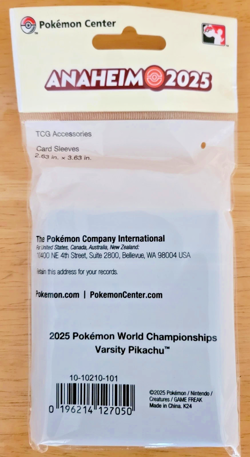 Pokémon Center
ANAHEIM 2025
TCG Accessories
Card Sleeves
2.63 in. × 3.63 in.
The Pokémon Company International
For United States, Canada, Australia, New Zealand:
10400 NE 4th Street, Suite 2800, Bellevue, WA 98004 USA
Retain this address for your records.
Pokemon.com | PokemonCenter.com
2025 Pokémon World Championships
Varsity Pikachu™
10-10210-101
0 196214 127050
©2025 Pokémon / Nintendo /
Creatures / GAME FREAK
Made in China. K24